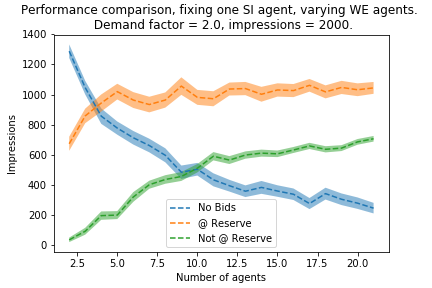 Performance comparison, fixing one SI agent, varying WE agents.
Demand factor = 2.0, impressions = 2000.
1400
1200
1000
800
600
400
200
0
Impressions
No Bids
@ Reserve
Not @ Reserve
2.5 5.0 7.5 10.0 12.5 15.0 17.5 20.0
Number of agents